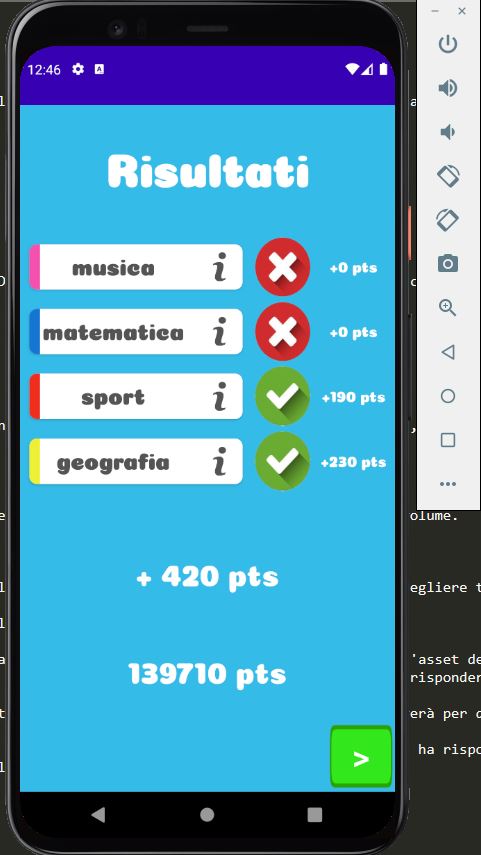 12:46
Risultati
musica i +0 pts
matematica i +0 pts
sport i +190 pts
geografia i +230 pts
+ 420 pts
139710 pts
>
olume.
egliere t
'asset de
risponder
erà per
ha rispo